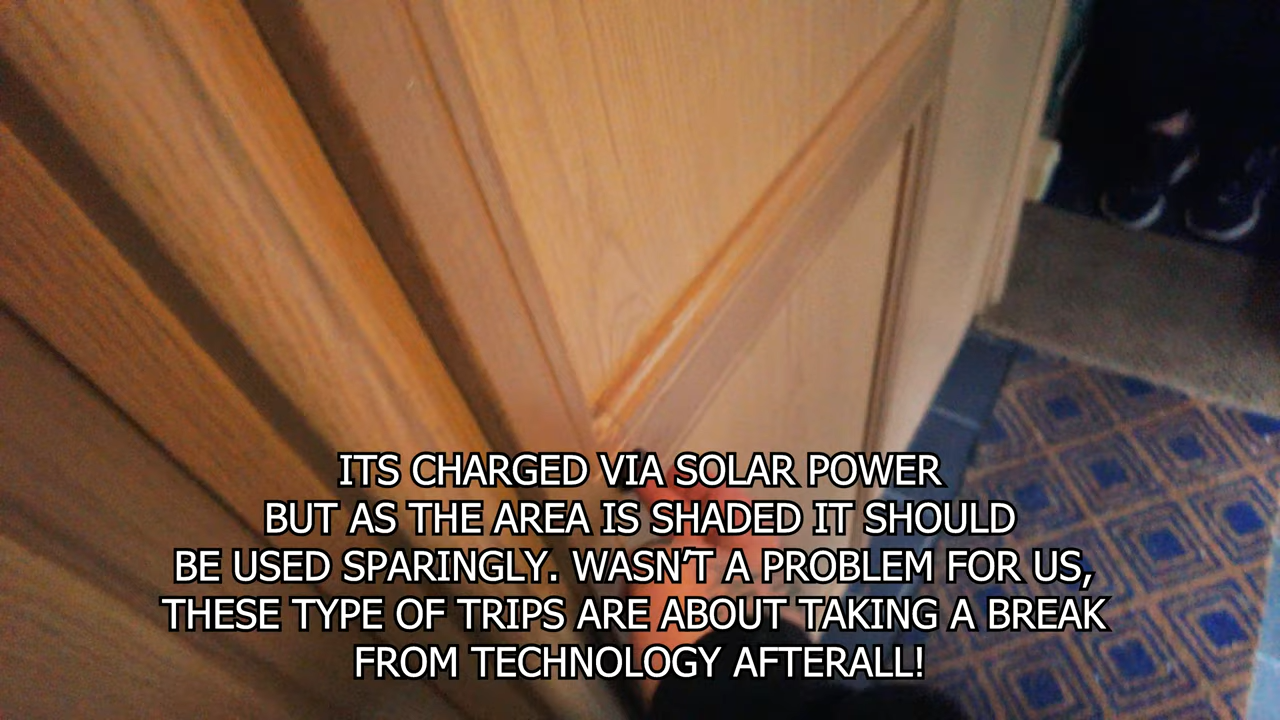 ITS CHARGED VIA SOLAR POWER
BUT AS THE AREA IS SHADED IT SHOULD
BE USED SPARINGLY. WASN'T A PROBLEM FOR US,
THESE TYPE OF TRIPS ARE ABOUT TAKING A BREAK
FROM TECHNOLOGY AFTERALL!